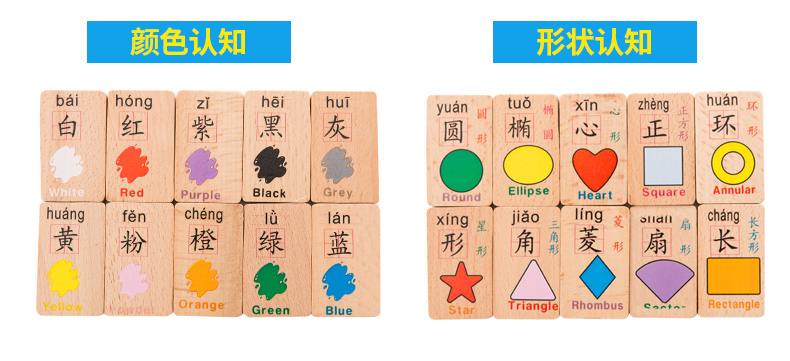 颜色认知
形状认知
bái hóng zǐ hēi huī
白 红 紫 黑 灰
White Red Purple Black Grey
huáng fěn chéng lǜ lán
黄 粉 橙 绿 蓝
Yellow Powder Orange Green Blue
yuán tuǒ xīn zhèng huán
圆 圆形 椭 椭圆 心 心形 正 正方形 环 环形
Round Ellipse Heart Square Annular
xíng jiǎo líng cháng
形 星形 角 三角形 菱 菱形 扇 扇形 长 长方形
Star Triangle Rhombus Rectangle